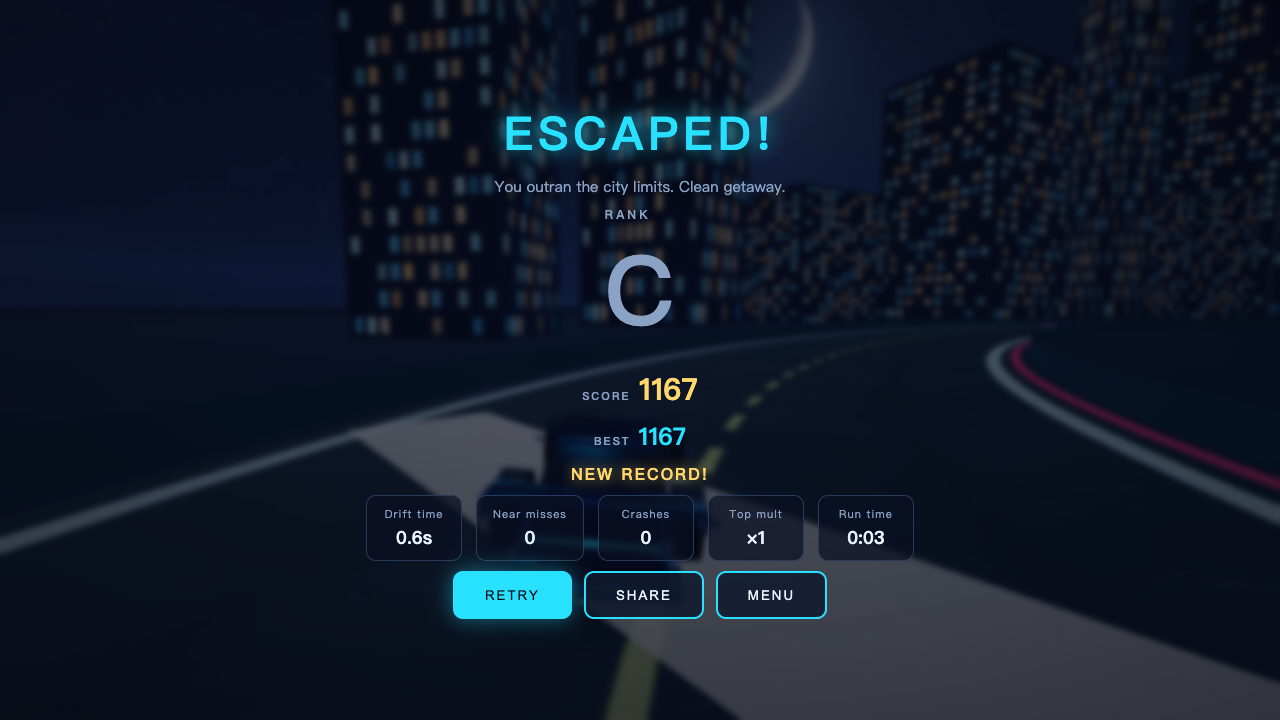 ESCAPED!
You outran the city limits. Clean getaway.
RANK
C
SCORE 1167
BEST 1167
NEW RECORD!
Drift time
0.6s
Near misses
0
Crashes
0
Top mult
×1
Run time
0:03
RETRY
SHARE
MENU